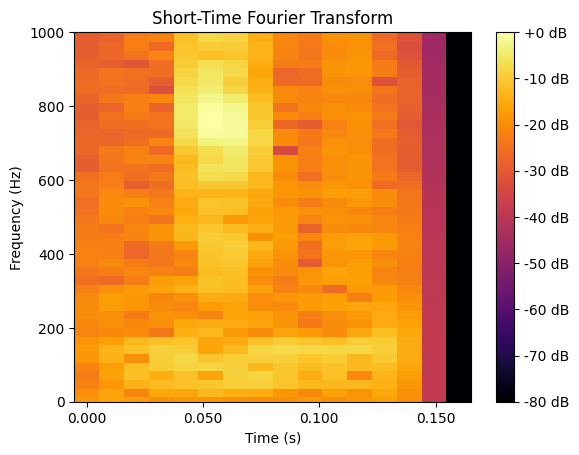 Short-Time Fourier Transform
1000
800
600
400
200
0
Frequency (Hz)
0.000
0.050
0.100
0.150
Time (s)
+0 dB
-10 dB
-20 dB
-30 dB
-40 dB
-50 dB
-60 dB
-70 dB
-80 dB